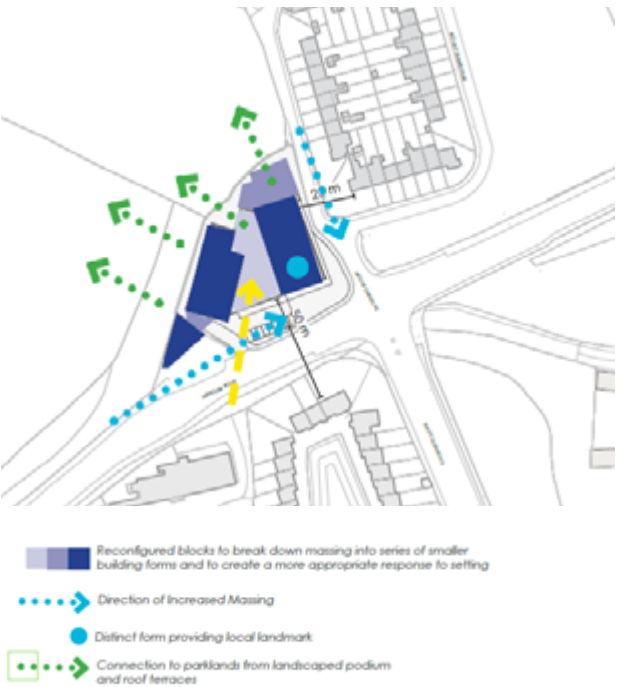 2 m
50 m
Reconfigured blocks to break down massing into series of smaller
building forms and to create a more appropriate response to setting
Direction of Increased Massing
Distinct form providing local landmark
Connection to parklands from landscaped podium
and roof terraces